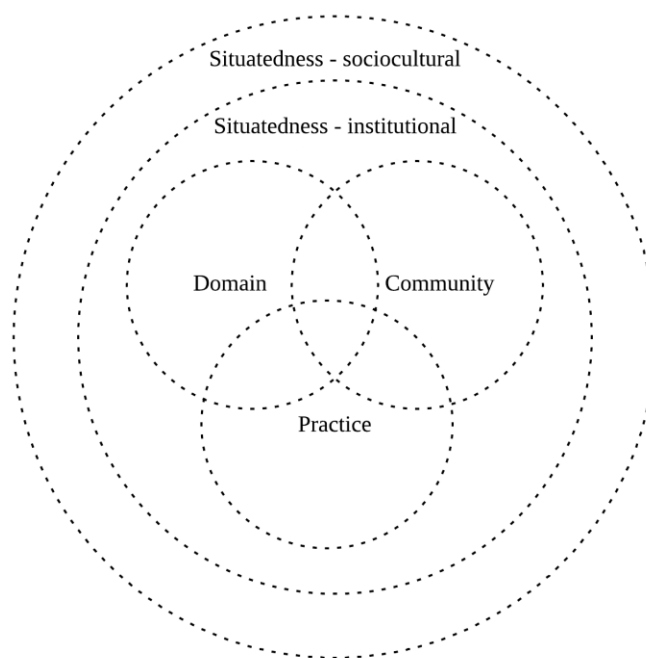 Situatedness - sociocultural
Situatedness - institutional
Domain
Community
Practice